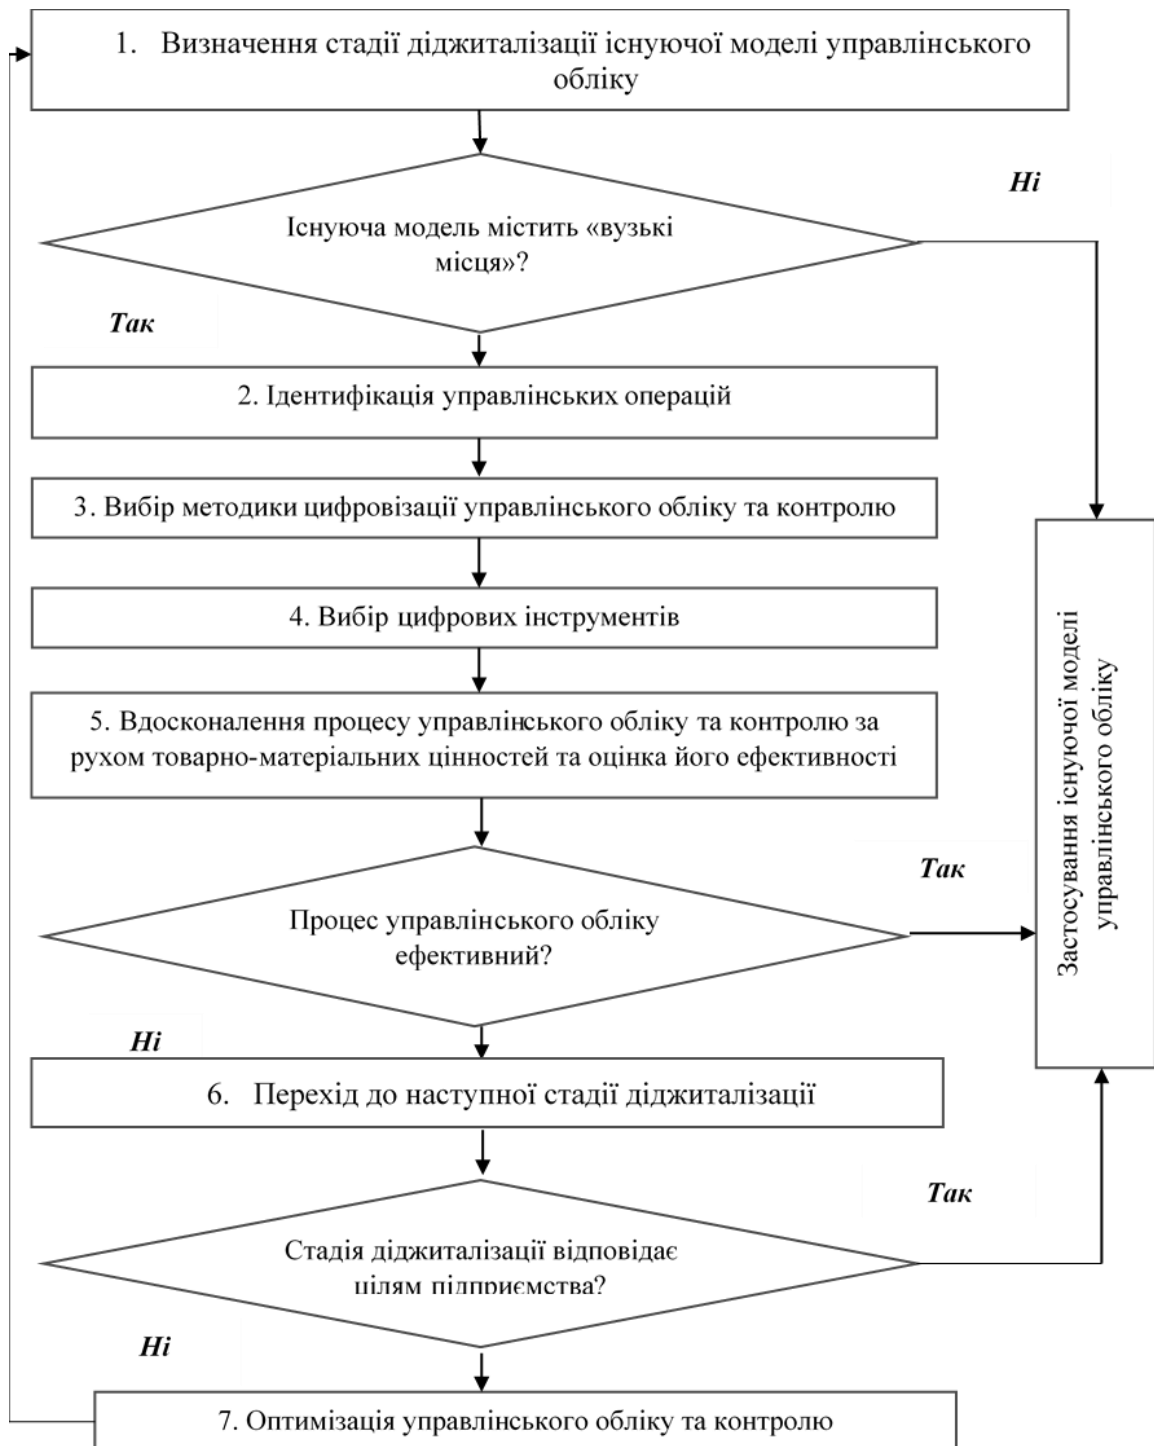 1. Визначення стадії діджиталізації існуючої моделі управлінського
обліку
Ні
Існуюча модель містить «вузькі
місця»?
Так
2. Ідентифікація управлінських операцій
3. Вибір методики цифровізації управлінського обліку та контролю
4. Вибір цифрових інструментів
5. Вдосконалення процесу управлінського обліку та контролю за
рухом товарно-матеріальних цінностей та оцінка його ефективності
Застосування існуючої моделі
управлінського обліку
Так
Процес управлінського обліку
ефективний?
Ні
6. Перехід до наступної стадії діджиталізації
Так
Стадія діджиталізації відповідає
цілям підприємства?
Ні
7. Оптимізація управлінського обліку та контролю